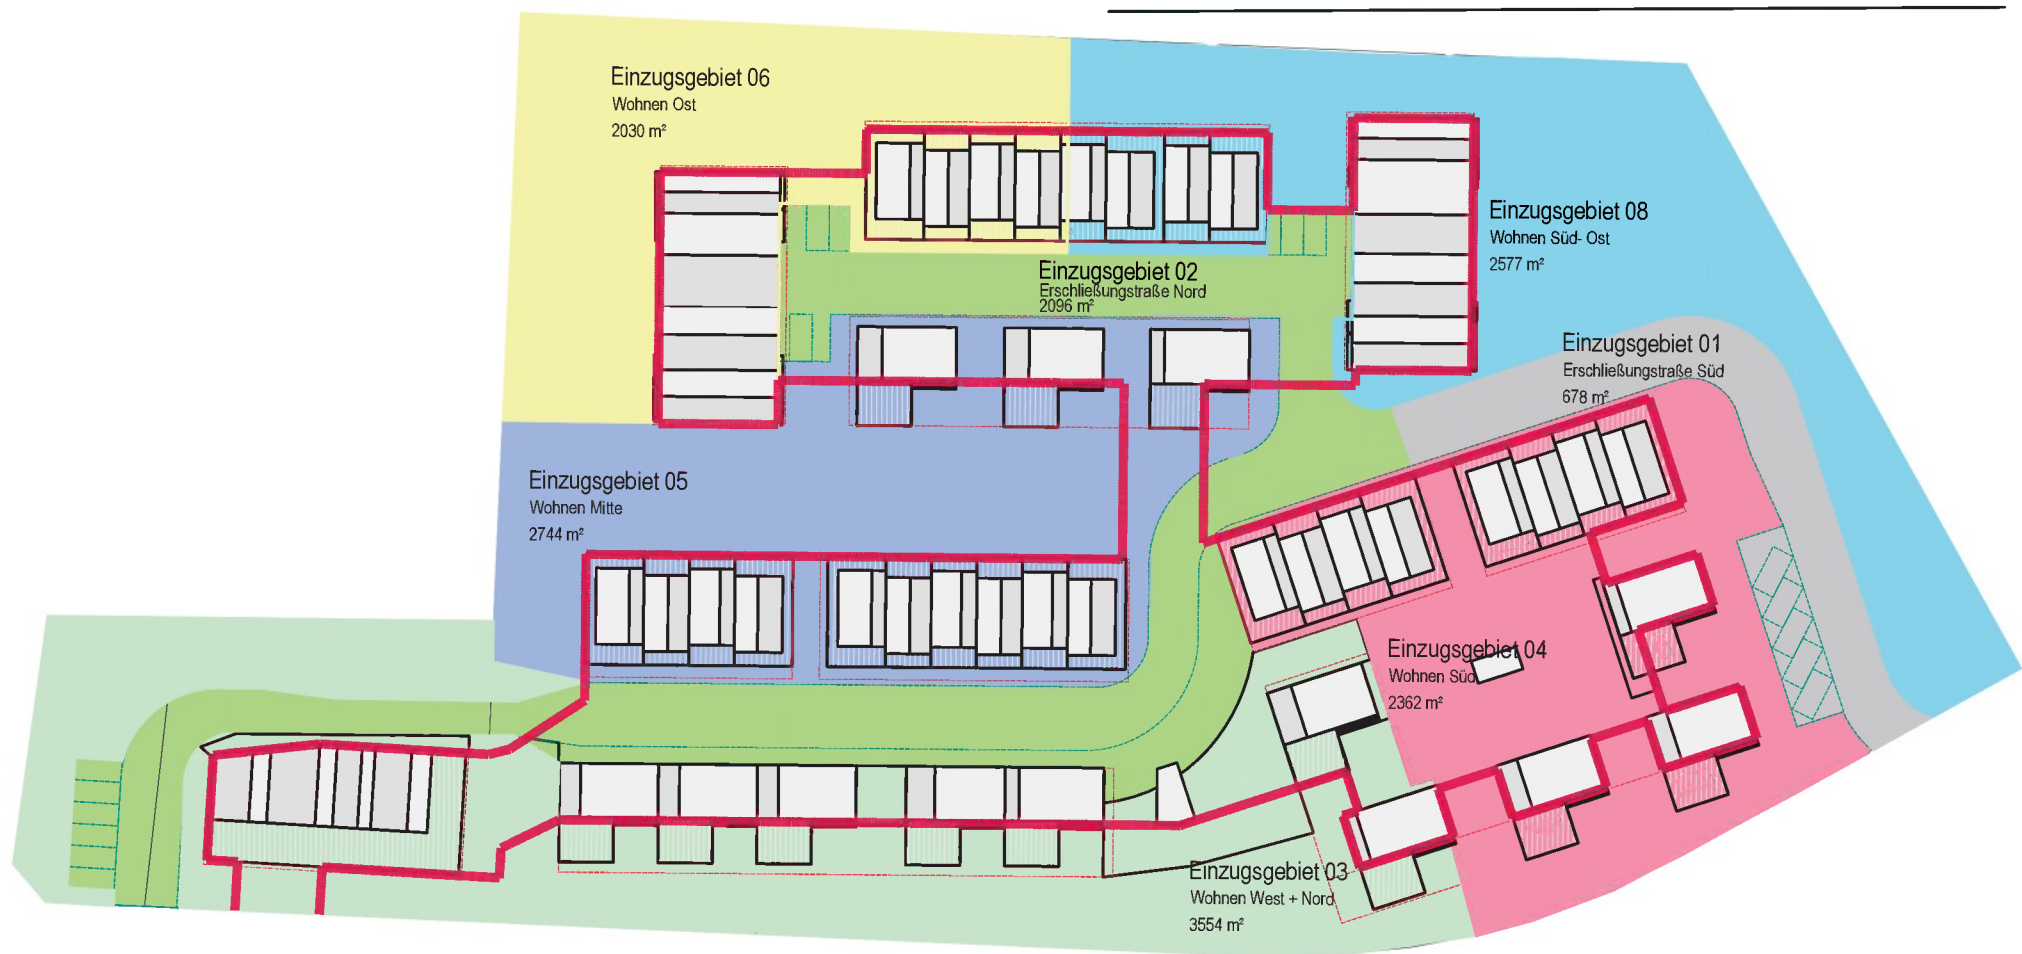 Einzugsgebiet 06
Wohnen Ost
2030 m²
Einzugsgebiet 08
Wohnen Süd- Ost
2577 m²
Einzugsgebiet 02
Erschließungstraße Nord
2096 m²
Einzugsgebiet 01
Erschließungstraße Süd
678 m²
Einzugsgebiet 05
Wohnen Mitte
2744 m²
Einzugsgebiet 04
Wohnen Süd
2362 m²
Einzugsgebiet 03
Wohnen West + Nord
3554 m²